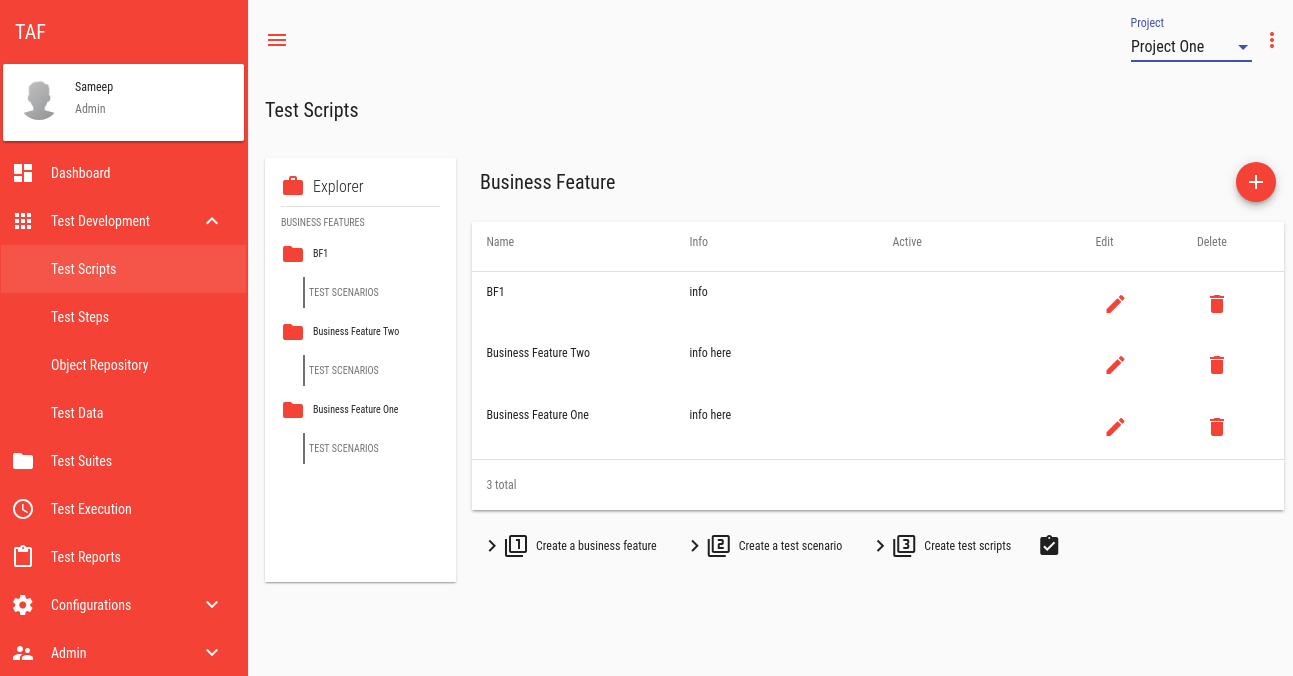 TAF
Sameep
Admin
Dashboard
Test Development
Test Scripts
Test Steps
Object Repository
Test Data
Test Suites
Test Execution
Test Reports
Configurations
Admin
Project
Project One
Test Scripts
Explorer
BUSINESS FEATURES
BF1
TEST SCENARIOS
Business Feature Two
TEST SCENARIOS
Business Feature One
TEST SCENARIOS
Business Feature
Name Info Active Edit Delete
BF1 info
Business Feature Two info here
Business Feature One info here
3 total
1 Create a business feature 2 Create a test scenario 3 Create test scripts